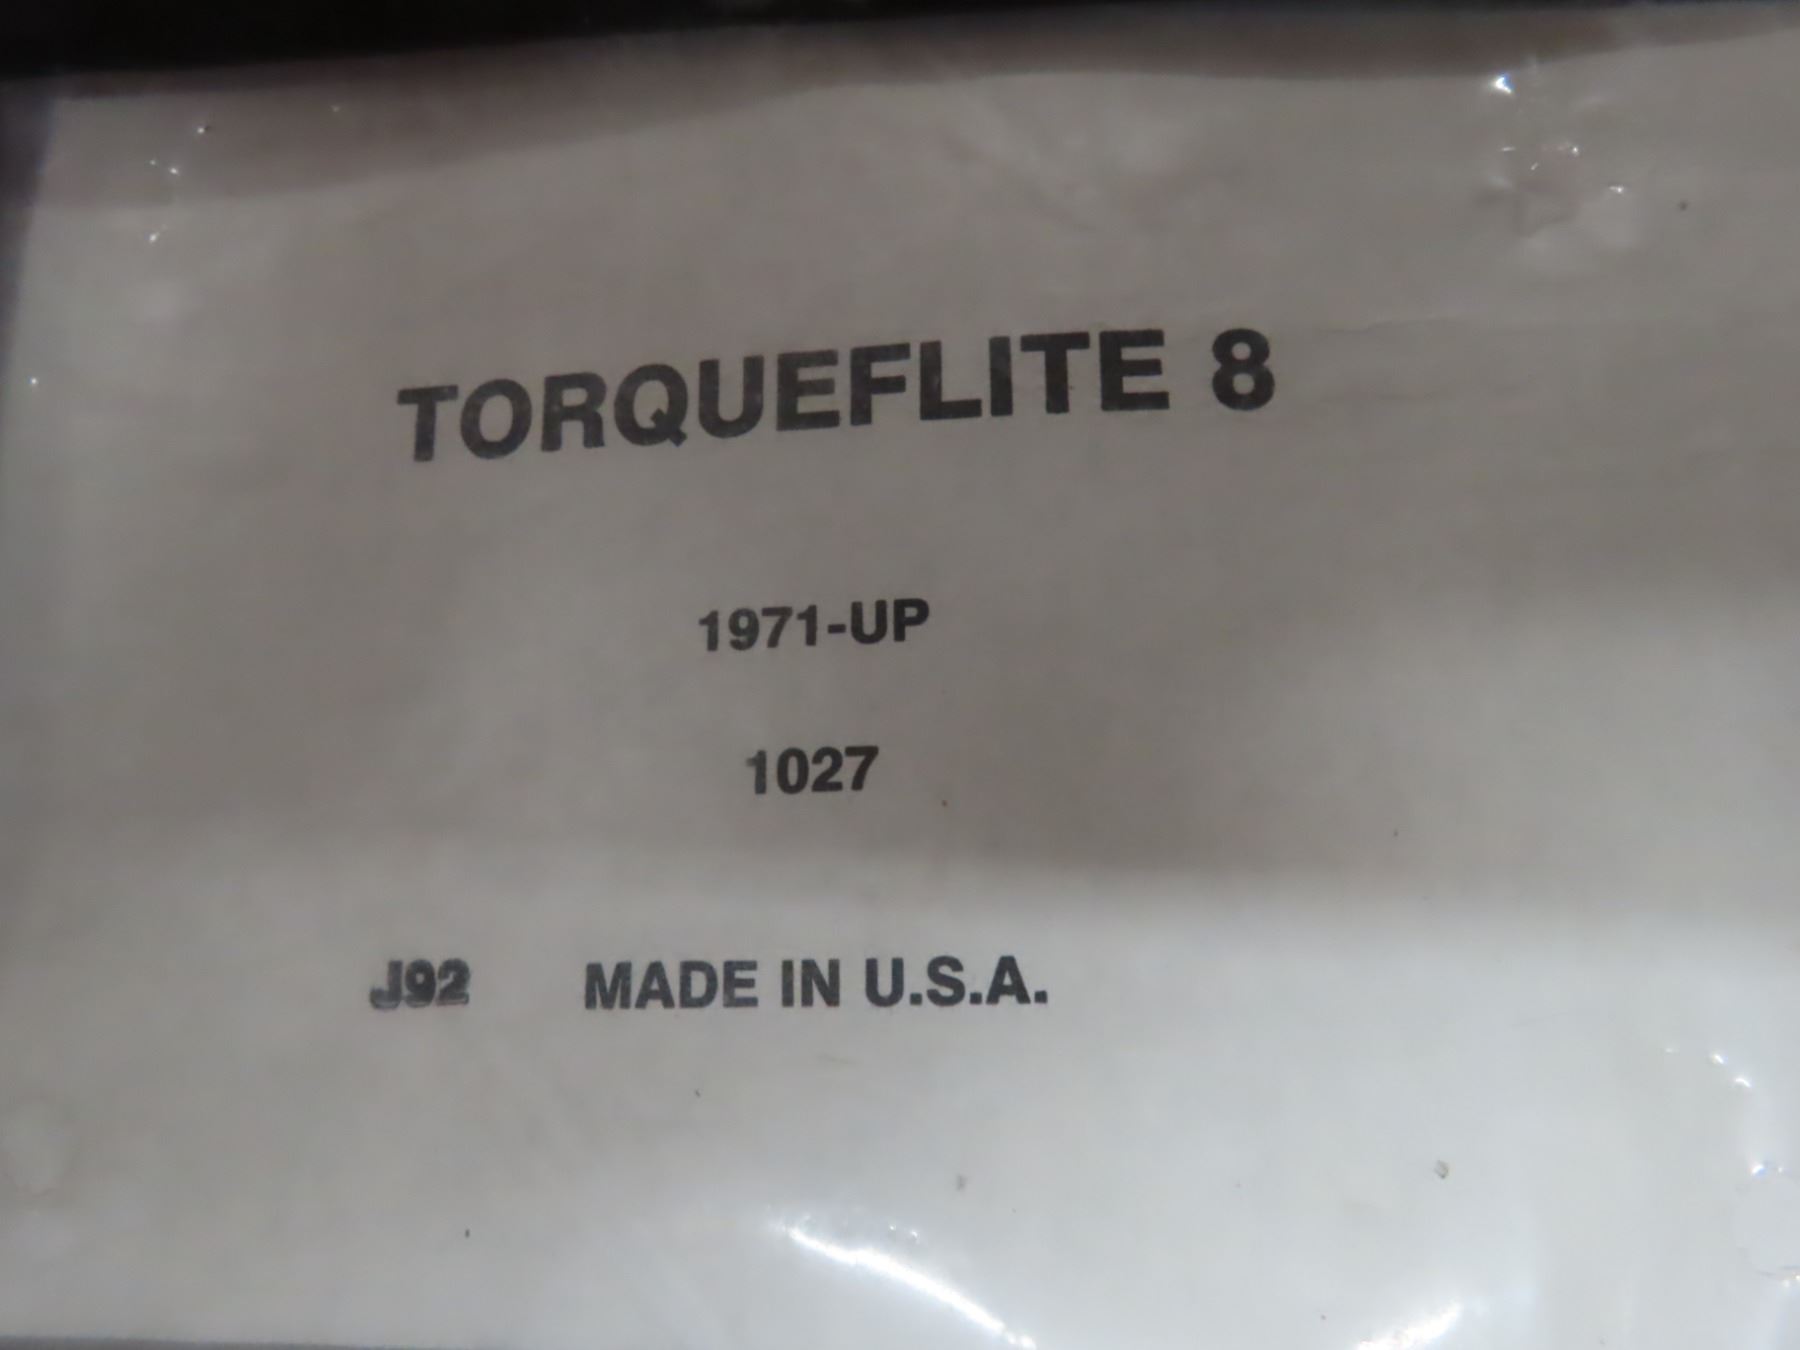 TORQUEFLITE 8
1971-UP
1027
J92 MADE IN U.S.A.